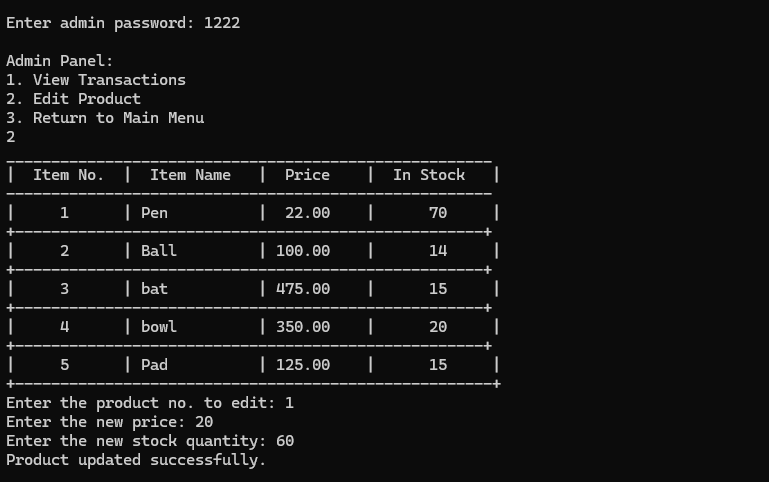 Enter admin password: 1222
Admin Panel:
1. View Transactions
2. Edit Product
3. Return to Main Menu
2
| Item No. | Item Name | Price | In Stock |
| 1 | Pen | 22.00 | 70 |
| 2 | Ball | 100.00 | 14 |
| 3 | bat | 475.00 | 15 |
| 4 | bowl | 350.00 | 20 |
| 5 | Pad | 125.00 | 15 |
Enter the product no. to edit: 1
Enter the new price: 20
Enter the new stock quantity: 60
Product updated successfully.